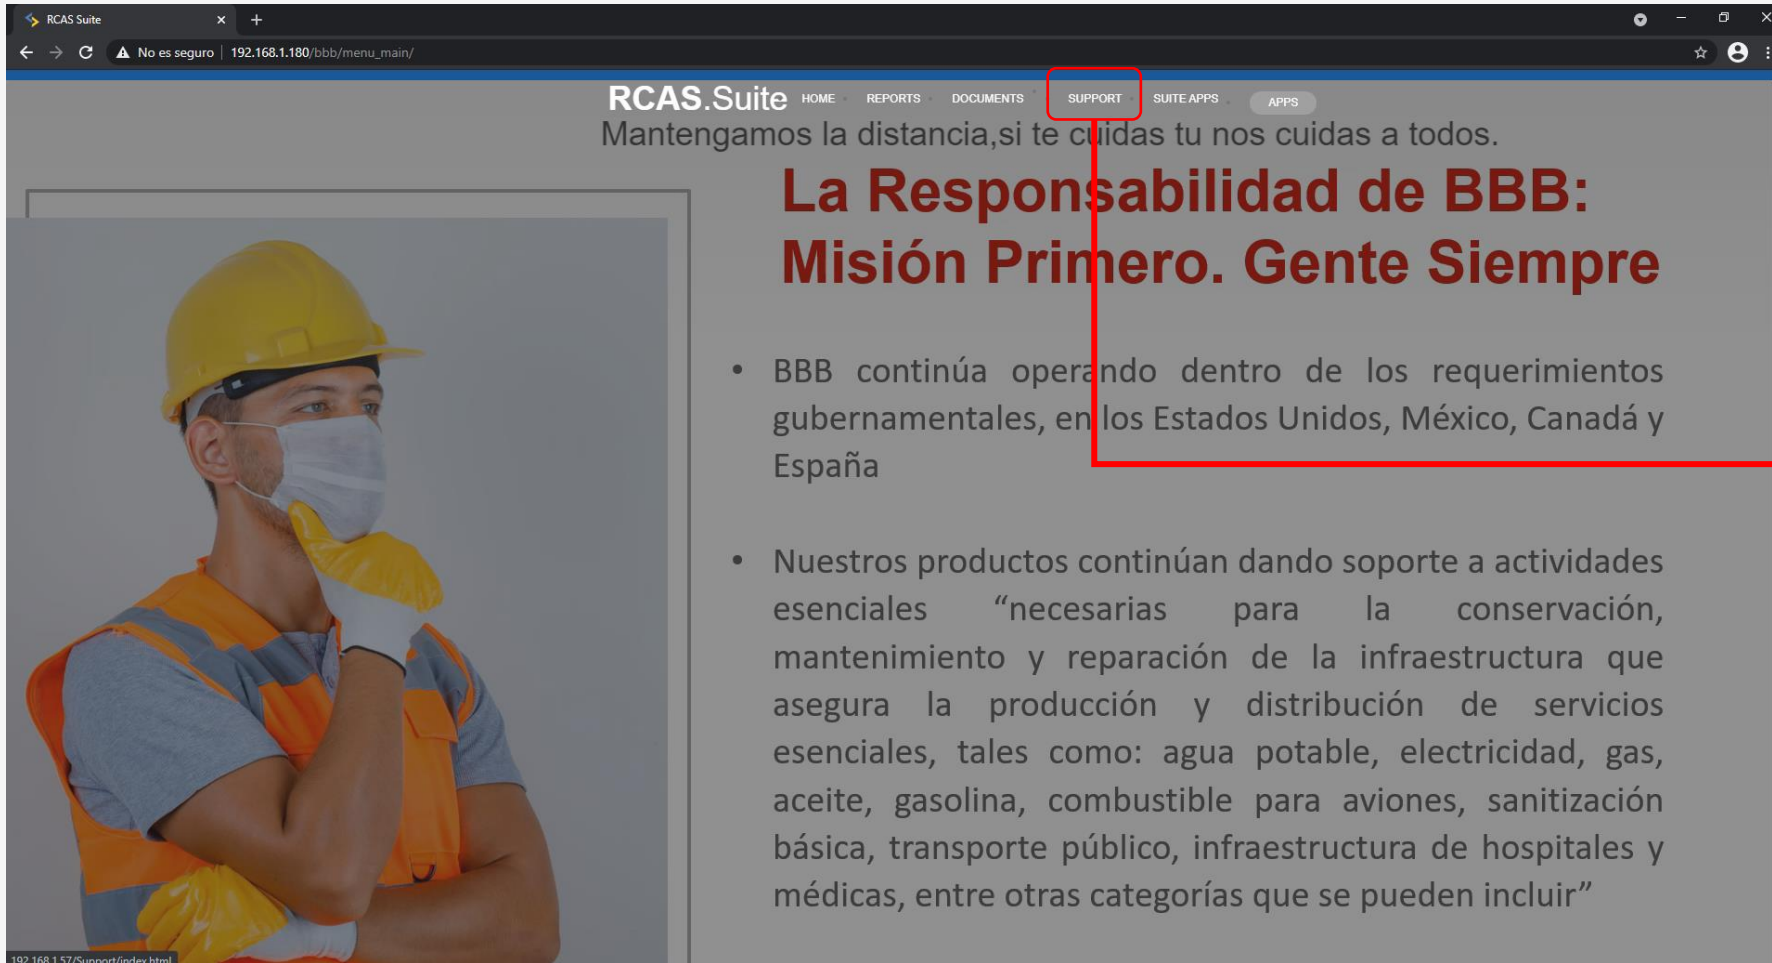 RCAS Suite
No es seguro | 192.168.1.180/bbb/menu_main/
RCAS.Suite HOME REPORTS DOCUMENTS SUPPORT SUITE APPS APPS
Mantengamos la distancia,si te cuidas tu nos cuidas a todos.
La Responsabilidad de BBB:
Misión Primero. Gente Siempre
• BBB continúa operando dentro de los requerimientos
gubernamentales, en los Estados Unidos, México, Canadá y
España
• Nuestros productos continúan dando soporte a actividades
esenciales “necesarias para la conservación,
mantenimiento y reparación de la infraestructura que
asegura la producción y distribución de servicios
esenciales, tales como: agua potable, electricidad, gas,
aceite, gasolina, combustible para aviones, sanitización
básica, transporte público, infraestructura de hospitales y
médicas, entre otras categorías que se pueden incluir”
192.168.1.57/Support/index.html